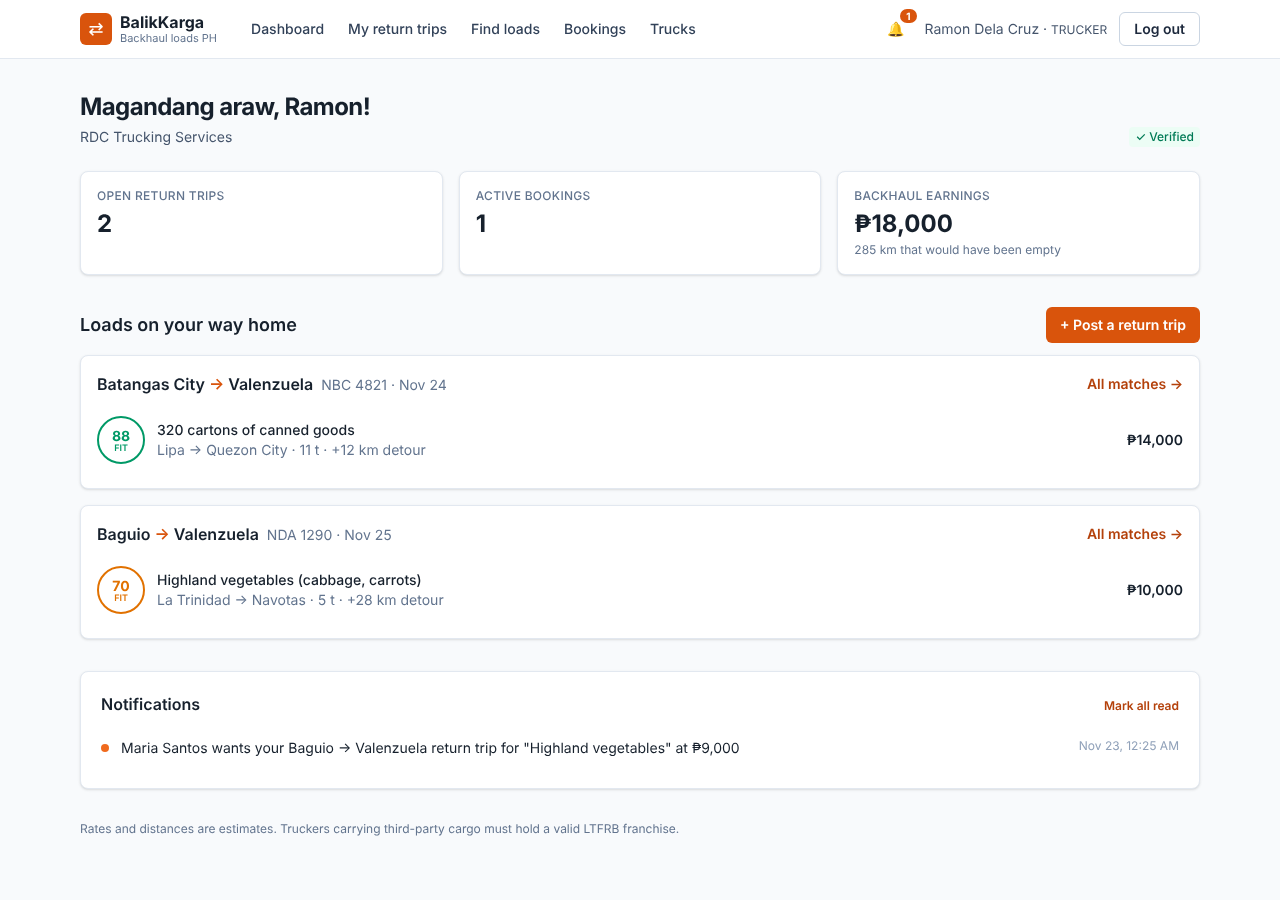 BalikKarga
Backhaul loads PH
Dashboard My return trips Find loads Bookings Trucks
1
Ramon Dela Cruz · TRUCKER
Log out
Magandang araw, Ramon!
RDC Trucking Services
✓ Verified
OPEN RETURN TRIPS
2
ACTIVE BOOKINGS
1
BACKHAUL EARNINGS
₱18,000
285 km that would have been empty
Loads on your way home
+ Post a return trip
Batangas City → Valenzuela NBC 4821 · Nov 24
All matches →
88
FIT
320 cartons of canned goods
Lipa → Quezon City · 11 t · +12 km detour
₱14,000
Baguio → Valenzuela NDA 1290 · Nov 25
All matches →
70
FIT
Highland vegetables (cabbage, carrots)
La Trinidad → Navotas · 5 t · +28 km detour
₱10,000
Notifications
Mark all read
Maria Santos wants your Baguio → Valenzuela return trip for "Highland vegetables" at ₱9,000
Nov 23, 12:25 AM
Rates and distances are estimates. Truckers carrying third-party cargo must hold a valid LTFRB franchise.